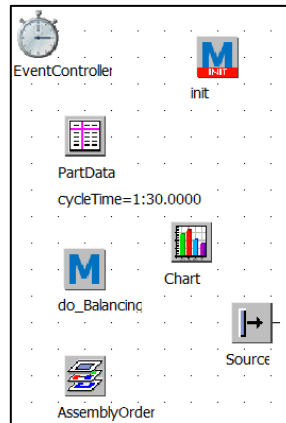 EventController
M
INIT
init
PartData
cycleTime=1:30.0000
Chart
M
do_Balancing
Source
AssemblyOrder